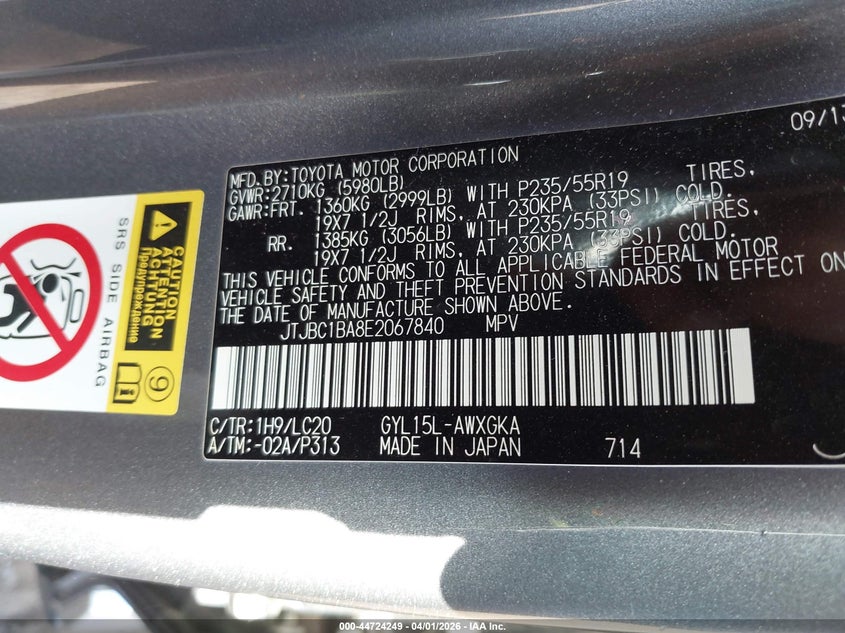 09/13
MFD.BY:TOYOTA MOTOR CORPORATION
GVWR:2710KG (5980LB)
GAWR:FRT. 1360KG (2999LB) WITH P235/55R19 TIRES,
19X7 1/2J RIMS, AT 230KPA (33PSI) COLD.
RR. 1385KG (3056LB) WITH P235/55R19 TIRES,
19X7 1/2J RIMS, AT 230KPA (33PSI) COLD.
THIS VEHICLE CONFORMS TO ALL APPLICABLE FEDERAL MOTOR
VEHICLE SAFETY AND THEFT PREVENTION STANDARDS IN EFFECT ON
THE DATE OF MANUFACTURE SHOWN ABOVE.
JTJBC1BA8E2067840 MPV
C/TR:1H9/LC20 GYL15L-AWXGKA
A/TM:-02A/P313 MADE IN JAPAN 714
SRS SIDE AIRBAG
CAUTION
ATTENTION
ACHTUNG
Предупреждение
9
000-44724249 - 04/01/2026 - IAA Inc.